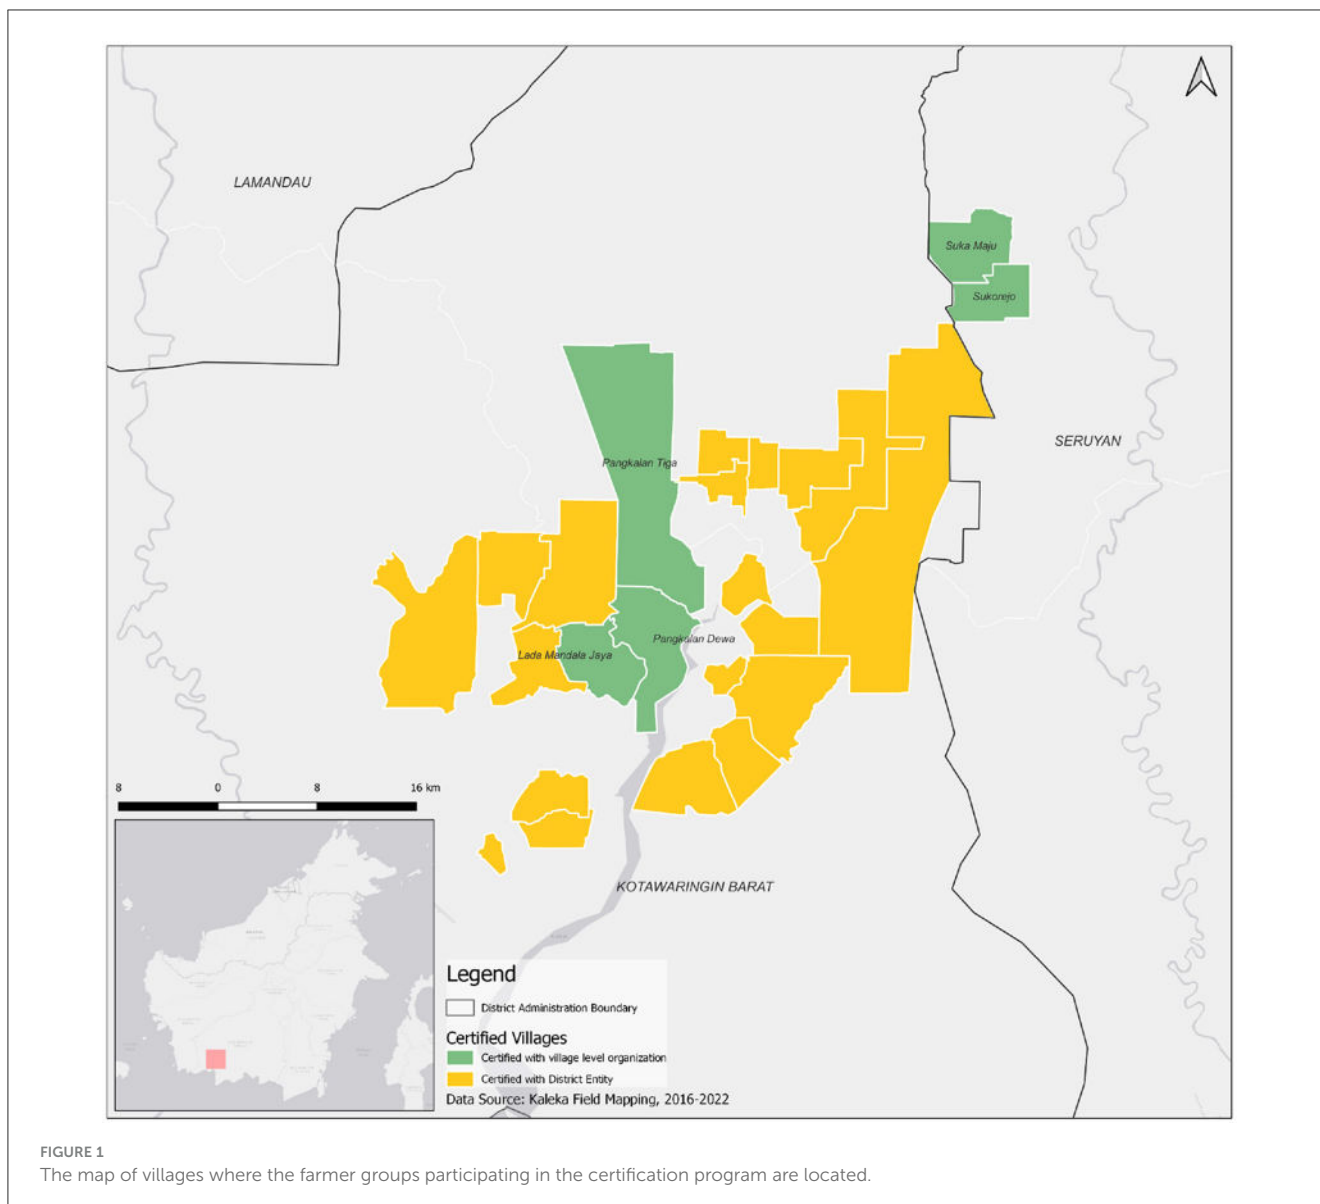 LAMANDAU
Suka Maju
Sukorejo
SERUYAN
Pangkalan Tiga
Pangkalan Dewa
Lada Mandala Jaya
8 0 8 16 km
KOTAWARINGIN BARAT
Legend
District Administration Boundary
Certified Villages
Certified with village level organization
Certified with District Entity
Data Source: Kaleka Field Mapping, 2016-2022
FIGURE 1
The map of villages where the farmer groups participating in the certification program are located.